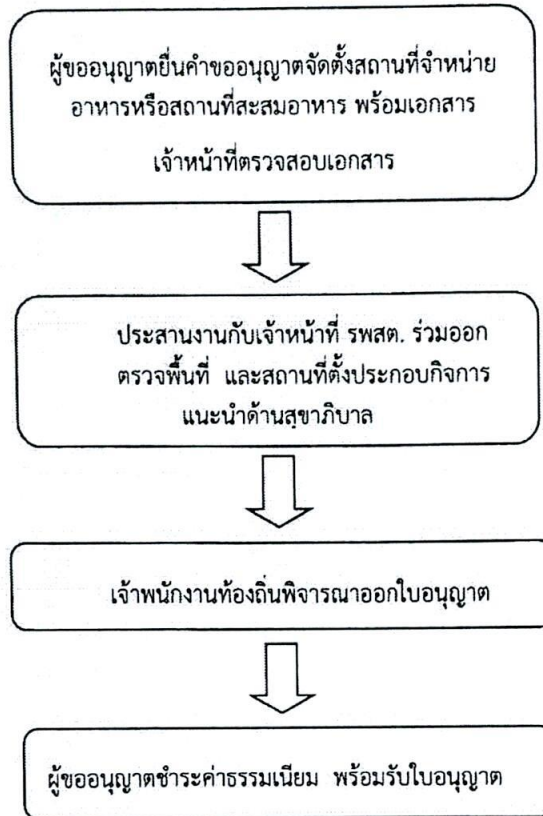 ผู้ขออนุญาตยื่นคำขออนุญาตจัดตั้งสถานที่จำหน่าย
อาหารหรือสถานที่สะสมอาหาร พร้อมเอกสาร
เจ้าหน้าที่ตรวจสอบเอกสาร
ประสานงานกับเจ้าหน้าที่ รพสต. ร่วมออก
ตรวจพื้นที่ และสถานที่ตั้งประกอบกิจการ
แนะนำด้านสุขาภิบาล
เจ้าพนักงานท้องถิ่นพิจารณาออกใบอนุญาต
ผู้ขออนุญาตชำระค่าธรรมเนียม พร้อมรับใบอนุญาต